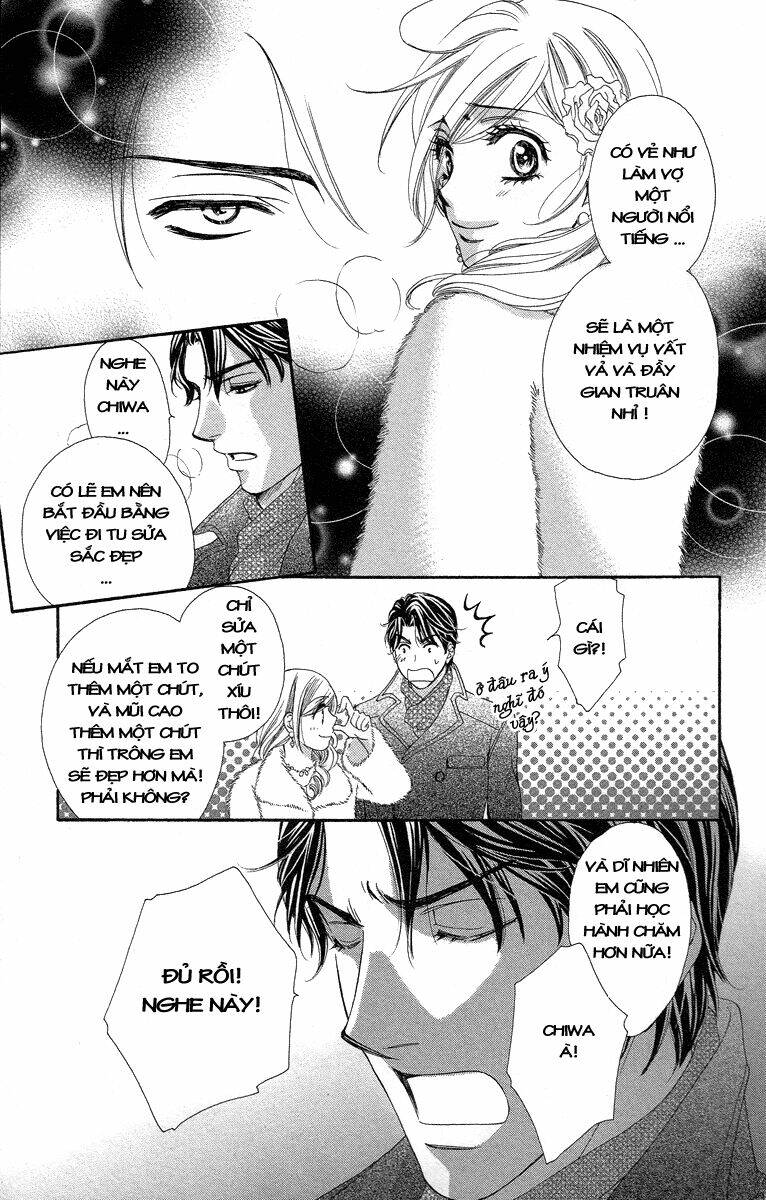 CÓ VẺ NHƯ
LÀM VỢ
MỘT
NGƯỜI NỔI
TIẾNG ...
SẼ LÀ MỘT
NHIỆM VỤ VẤT
VẢ VÀ ĐẦY
GIAN TRUÂN
NHỈ !
NGHE
NÀY
CHIWA
...
CÓ LẼ EM NÊN
BẮT ĐẦU BẰNG
VIỆC ĐI TU SỬA
SẮC ĐẸP
...
CÁI
GÌ?!
ở đâu ra ý
nghĩ đó
vậy?
CHỈ
SỬA
MỘT
CHÚT
XÍU
THÔI!
NẾU MẮT EM TO
THÊM MỘT CHÚT,
VÀ MŨI CAO
THÊM MỘT CHÚT
THÌ TRÔNG EM
SẼ ĐẸP HƠN MÀ!
PHẢI KHÔNG?
VÀ DĨ NHIÊN
EM CŨNG
PHẢI HỌC
HÀNH CHĂM
HƠN NỮA!
CHIWA
À!
ĐỦ RỒI!
NGHE NÀY!